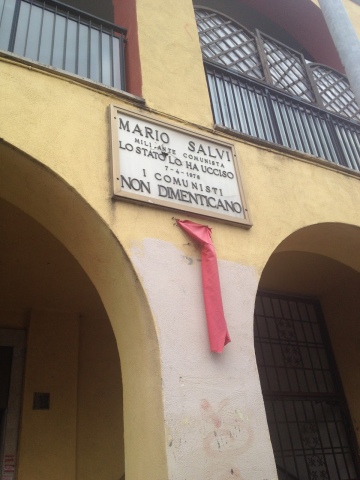 MARIO SALVI
MILITANTE COMUNISTA
LO STATO LO HA UCCISO
7-4-1976
I COMUNISTI
NON DIMENTICANO